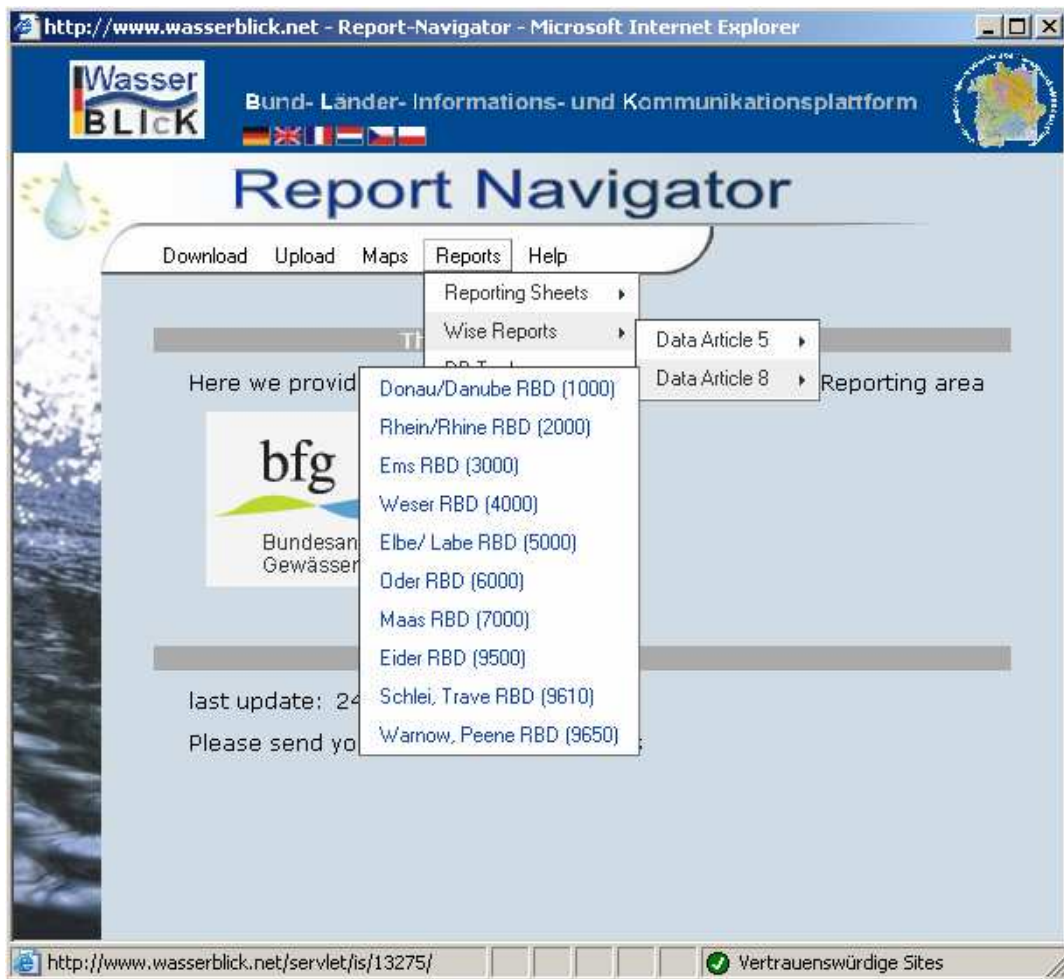 http://www.wasserblick.net - Report-Navigator - Microsoft Internet Explorer
Wasser
BLIcK
Bund- Länder- Informations- und Kommunikationsplattform
Report Navigator
Download Upload Maps Reports Help
Reporting Sheets
Wise Reports
Data Article 5
Data Article 8
Here we provid
Reporting area
Donau/Danube RBD (1000)
Rhein/Rhine RBD (2000)
Ems RBD (3000)
Weser RBD (4000)
Elbe/ Labe RBD (5000)
Oder RBD (6000)
Maas RBD (7000)
Eider RBD (9500)
Schlei, Trave RBD (9610)
Warnow, Peene RBD (9650)
bfg
Bundesan
Gewässer
last update: 24
Please send yo
http://www.wasserblick.net/servlet/is/13275/
Vertrauenswürdige Sites